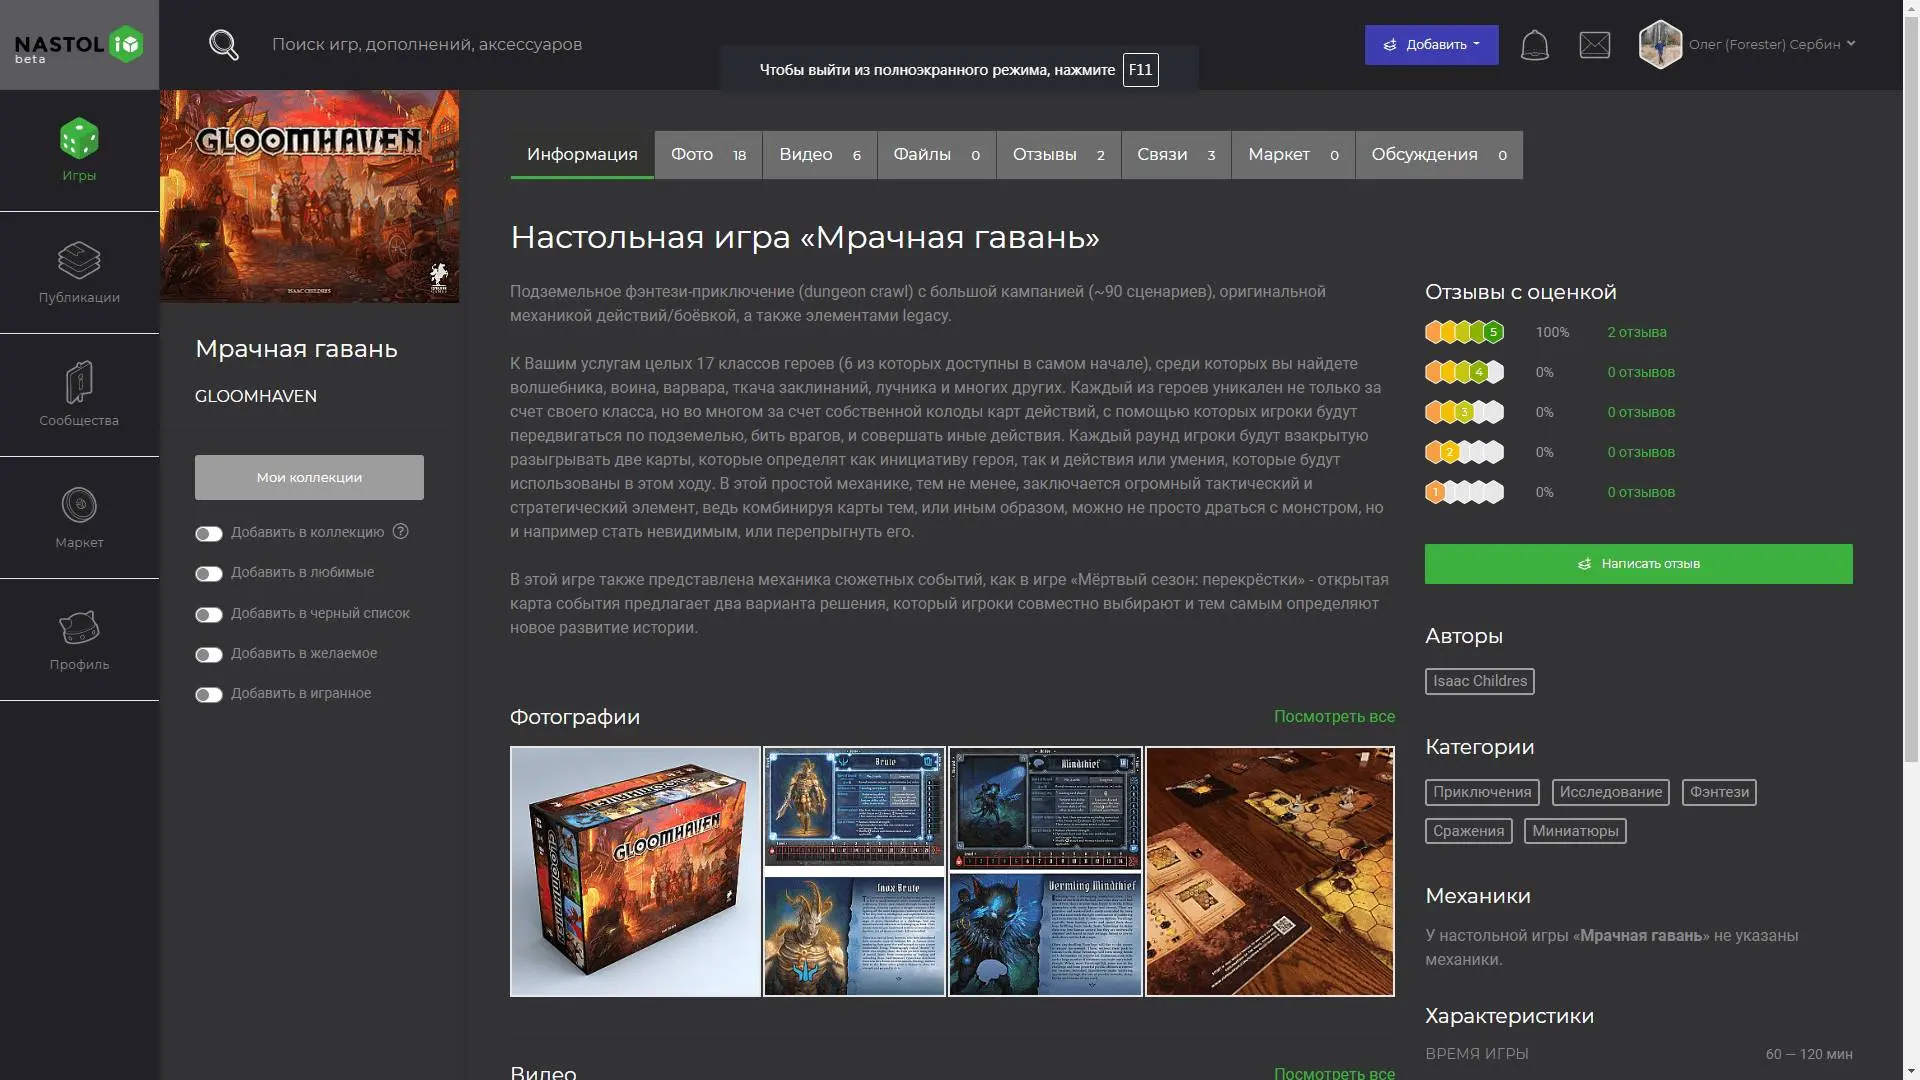 NASTOL iO
beta
Поиск игр, дополнений, аксессуаров
Чтобы выйти из полноэкранного режима, нажмите F11
Добавить
Олег (Forester) Сербин
Игры
Публикации
Сообщества
Маркет
Профиль
GLOOMHAVEN
ISAAC CHILDRES
Мрачная гавань
GLOOMHAVEN
Мои коллекции
Добавить в коллекцию ?
Добавить в любимые
Добавить в черный список
Добавить в желаемое
Добавить в игранное
Информация Фото 18 Видео 6 Файлы 0 Отзывы 2 Связи 3 Маркет 0 Обсуждения 0
Настольная игра «Мрачная гавань»
Подземельное фэнтези-приключение (dungeon crawl) с большой кампанией (~90 сценариев), оригинальной
механикой действий/боёвкой, а также элементами legacy.
К Вашим услугам целых 17 классов героев (6 из которых доступны в самом начале), среди которых вы найдете
волшебника, воина, варвара, ткача заклинаний, лучника и многих других. Каждый из героев уникален не только за
счет своего класса, но во многом за счет собственной колоды карт действий, с помощью которых игроки будут
передвигаться по подземелью, бить врагов, и совершать иные действия. Каждый раунд игроки будут взакрытую
разыгрывать две карты, которые определят как инициативу героя, так и действия или умения, которые будут
использованы в этом ходу. В этой простой механике, тем не менее, заключается огромный тактический и
стратегический элемент, ведь комбинируя карты тем, или иным образом, можно не просто драться с монстром, но
и например стать невидимым, или перепрыгнуть его.
В этой игре также представлена механика сюжетных событий, как в игре «Мёртвый сезон: перекрёстки» - открытая
карта события предлагает два варианта решения, который игроки совместно выбирают и тем самым определяют
новое развитие истории.
Фотографии
Посмотреть все
GLOOMHAVEN
Brute
Inox Brute
Mindthief
Vermling Mindthief
Видео
Посмотреть все
Отзывы с оценкой
5 100% 2 отзыва
4 0% 0 отзывов
3 0% 0 отзывов
2 0% 0 отзывов
1 0% 0 отзывов
Написать отзыв
Авторы
Isaac Childres
Категории
Приключения Исследование Фэнтези
Сражения Миниатюры
Механики
У настольной игры «Мрачная гавань» не указаны
механики.
Характеристики
ВРЕМЯ ИГРЫ 60 — 120 мин